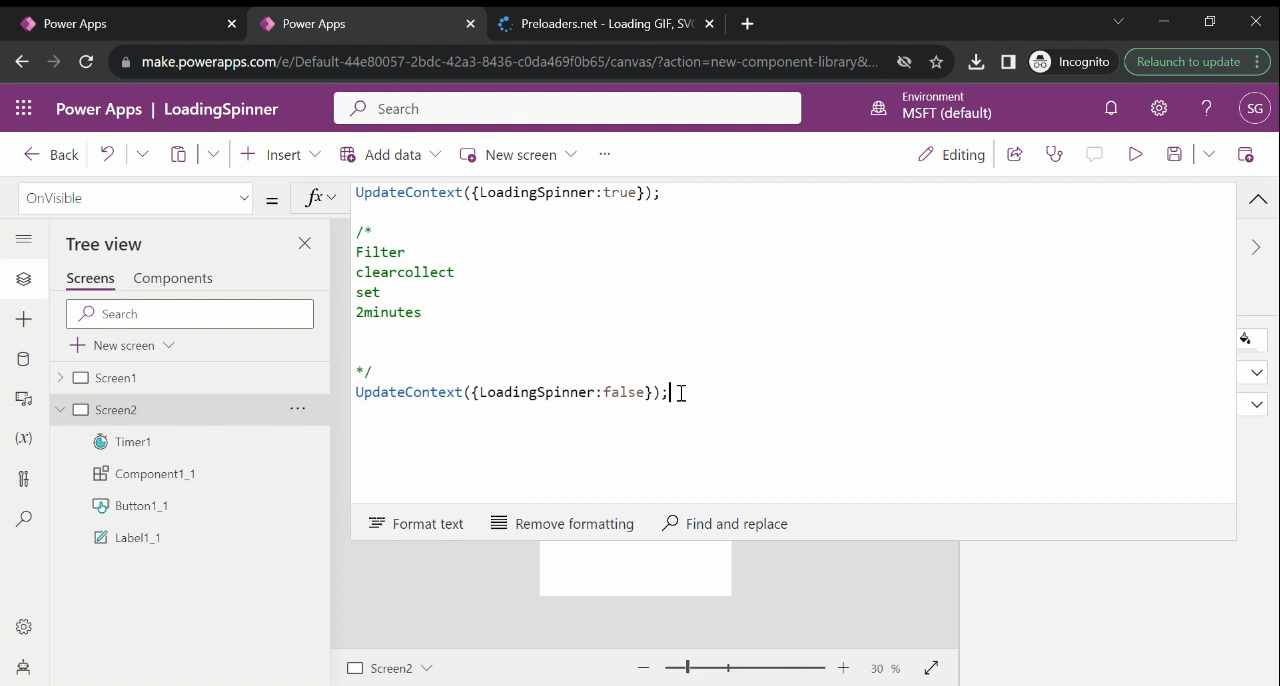 Power Apps
Power Apps
Preloaders.net - Loading GIF, SV
make.powerapps.com/e/Default-44e80057-2bdc-42a3-8436-c0da469f0b65/canvas/?action=new-component-library&...
Incognito
Relaunch to update
Power Apps | LoadingSpinner
Search
Environment
MSFT (default)
SG
Back
Insert
Add data
New screen
...
Editing
OnVisible
=
fx
UpdateContext({LoadingSpinner:true});
/*
Filter
clearcollect
set
2minutes
*/
UpdateContext({LoadingSpinner:false});
Tree view
Screens
Components
Search
New screen
Screen1
Screen2
...
Timer1
Component1_1
Button1_1
Label1_1
(x)
Format text
Remove formatting
Find and replace
Screen2
30 %